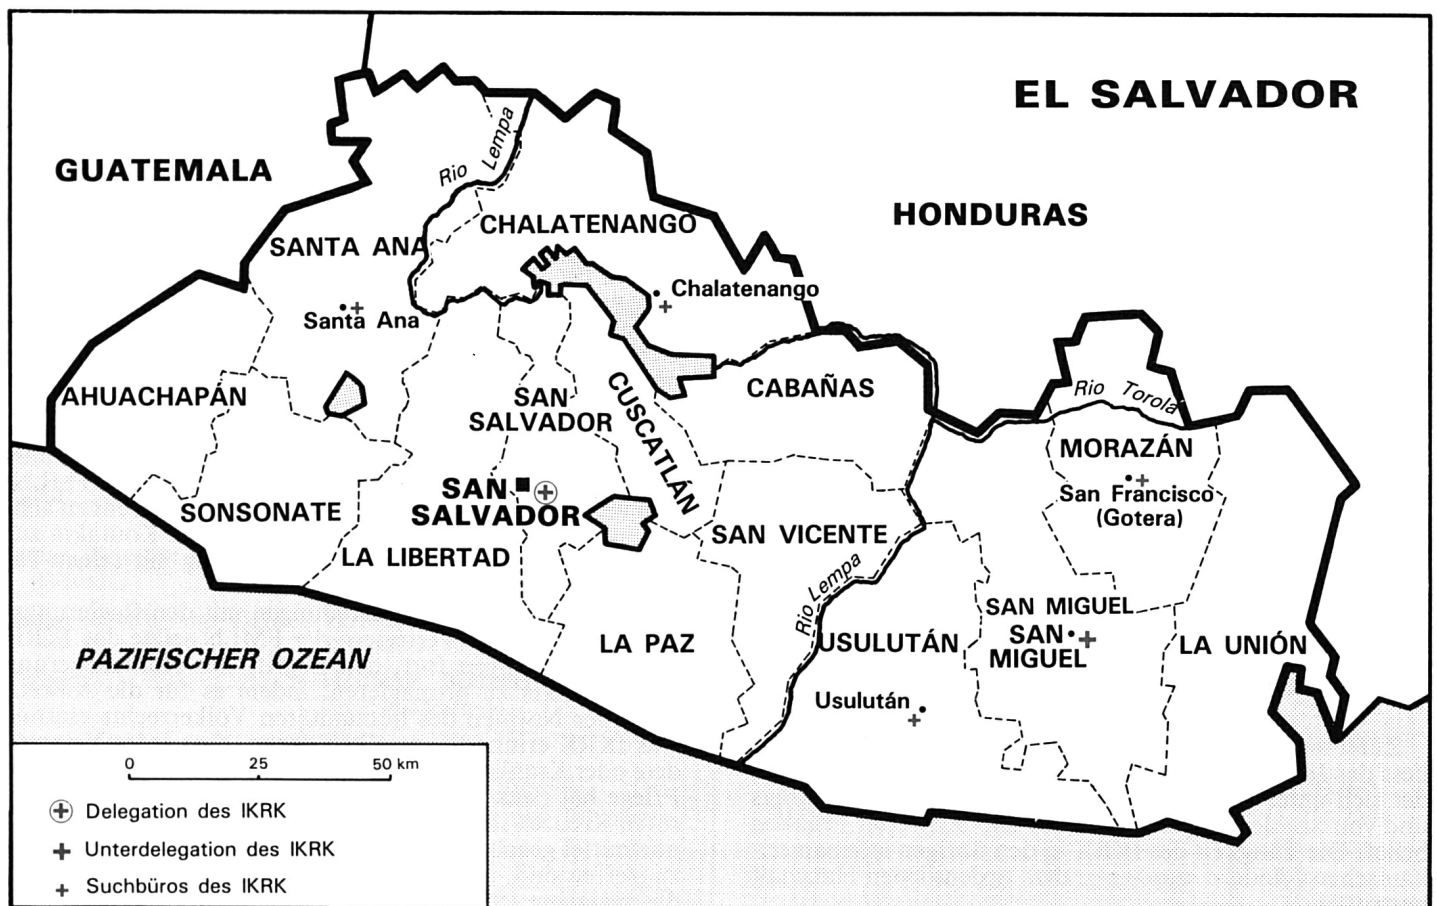 EL SALVADOR
GUATEMALA
HONDURAS
Rio Lempa
CHALATENANGO
SANTA ANA
Chalatenango
Santa Ana
AHUACHAPÁN
SAN
SALVADOR
CUSCATLÁN
CABAÑAS
Rio Torola
MORAZÁN
San Francisco
(Gotera)
SONSONATE
SAN
SALVADOR
LA LIBERTAD
SAN VICENTE
Rio Lempa
LA PAZ
USULUTÁN
SAN MIGUEL
SAN
MIGUEL
LA UNIÓN
Usulután
PAZIFISCHER OZEAN
0 25 50 km
Delegation des IKRK
Unterdelegation des IKRK
Suchbüros des IKRK